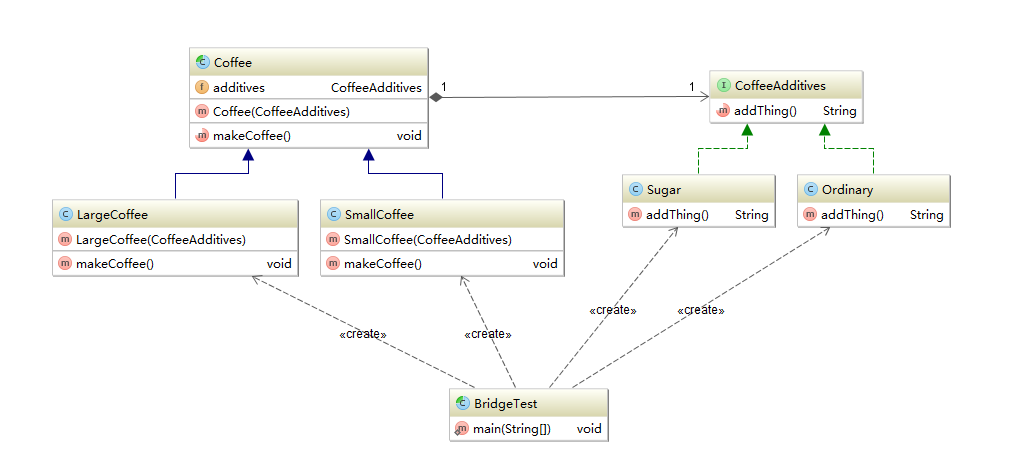 Coffee
additives CoffeeAdditives
Coffee(CoffeeAdditives)
makeCoffee() void
1
1
CoffeeAdditives
addThing() String
LargeCoffee
LargeCoffee(CoffeeAdditives)
makeCoffee() void
SmallCoffee
SmallCoffee(CoffeeAdditives)
makeCoffee() void
Sugar
addThing() String
Ordinary
addThing() String
«create»
«create»
«create»
«create»
BridgeTest
main(String[]) void